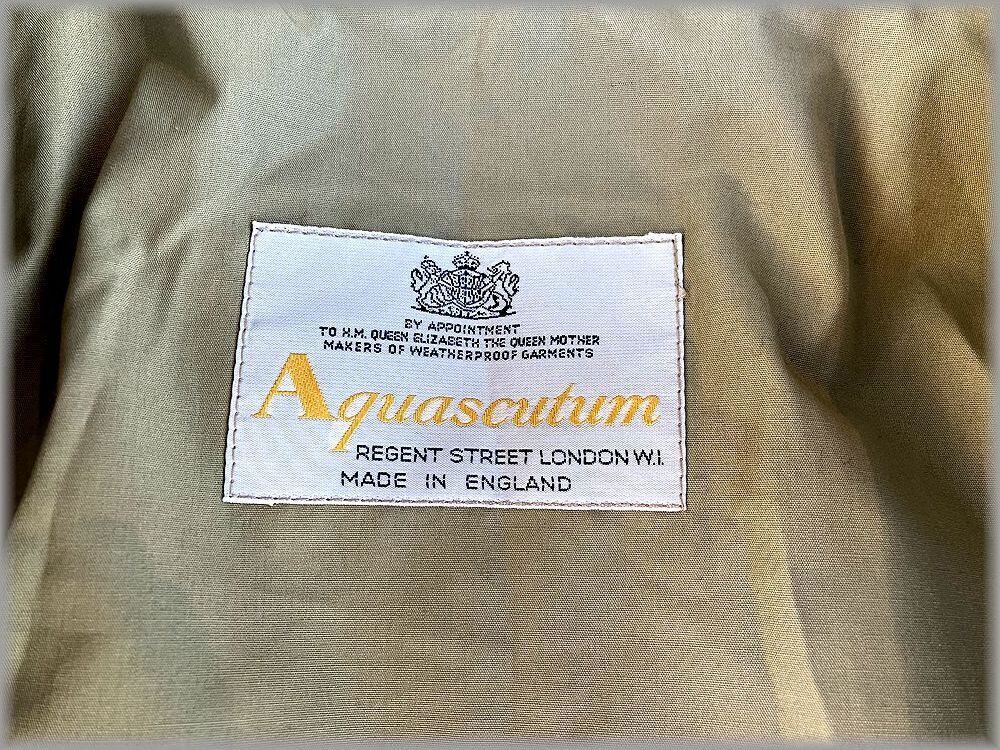 BY APPOINTMENT
TO H.M. QUEEN ELIZABETH THE QUEEN MOTHER
MAKERS OF WEATHERPROOF GARMENTS
Aquascutum
REGENT STREET LONDON W.I.
MADE IN ENGLAND